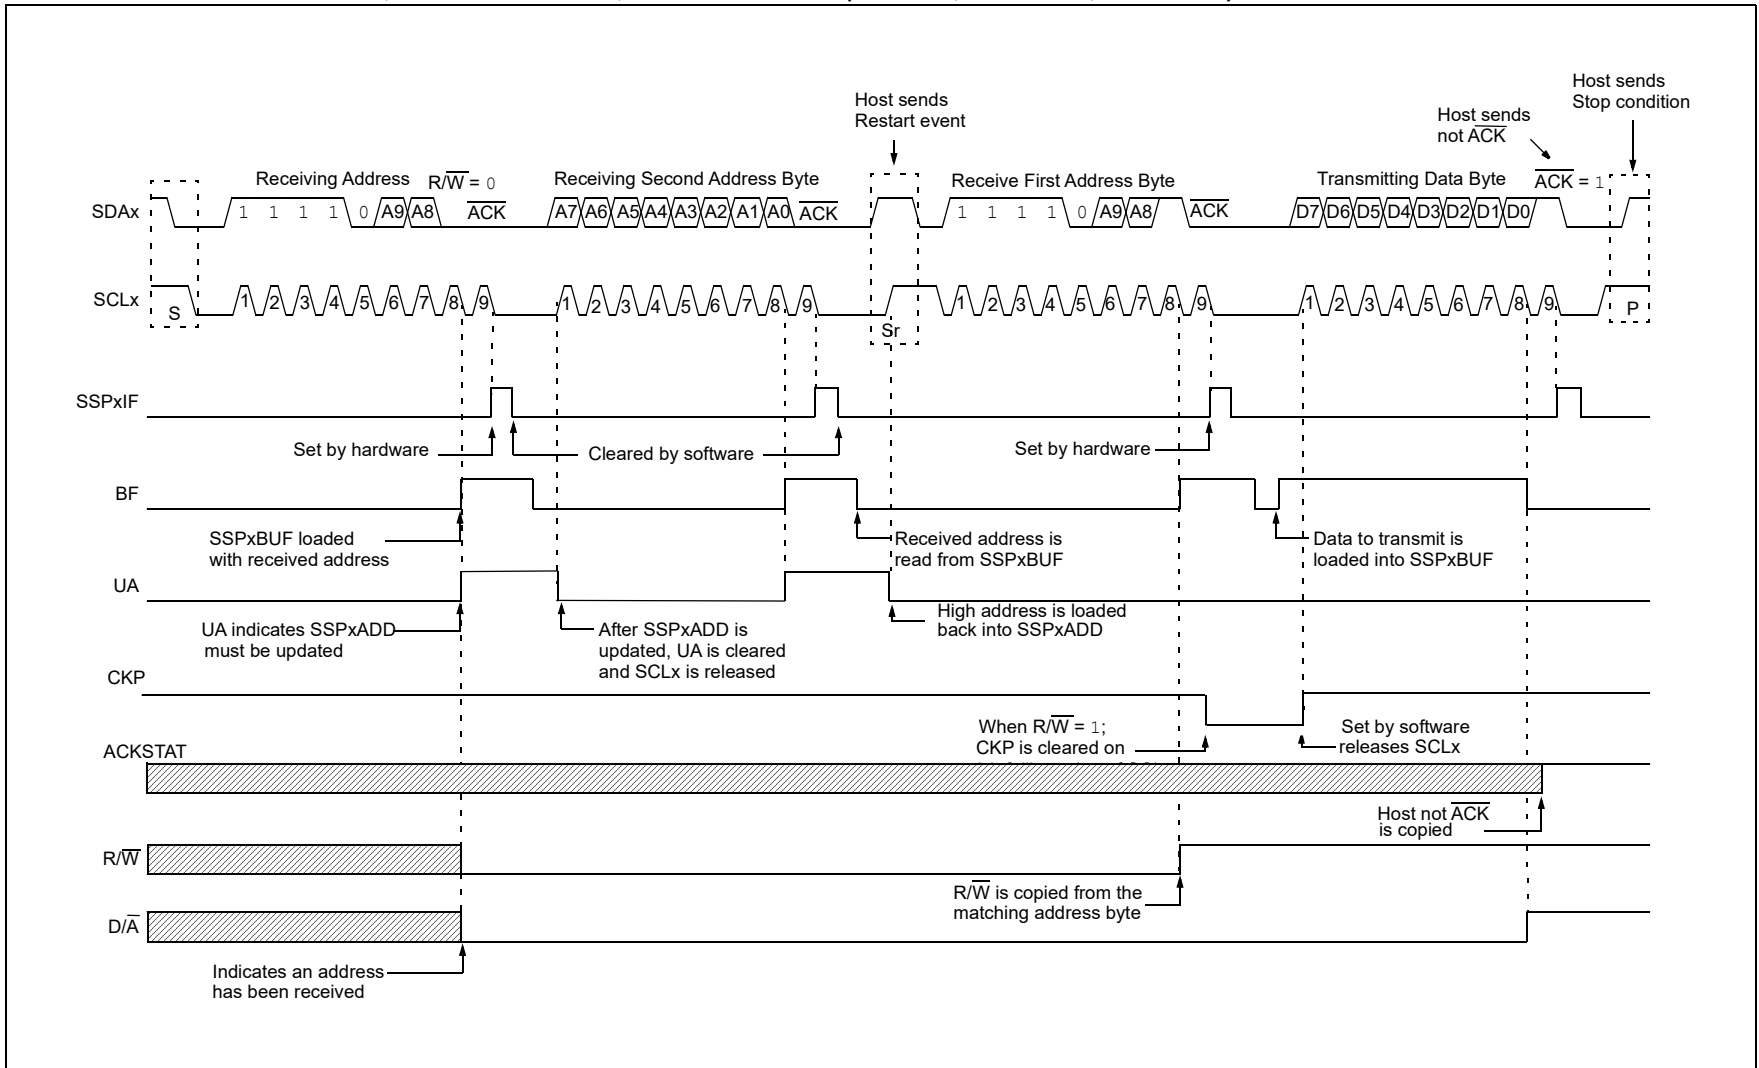 Host sends
Stop condition
Host sends
Restart event
Host sends
not ACK
Receiving Address R/W = 0
Receiving Second Address Byte
Receive First Address Byte
Transmitting Data Byte
ACK = 1
SDAx
1 1 1 1 0 A9 A8 ACK
A7 A6 A5 A4 A3 A2 A1 A0 ACK
1 1 1 1 0 A9 A8 ACK
D7 D6 D5 D4 D3 D2 D1 D0
SCLx
S
1 2 3 4 5 6 7 8 9
1 2 3 4 5 6 7 8 9
Sr
1 2 3 4 5 6 7 8 9
1 2 3 4 5 6 7 8 9
P
SSPxIF
Set by hardware
Cleared by software
Set by hardware
BF
SSPxBUF loaded
with received address
Received address is
read from SSPxBUF
Data to transmit is
loaded into SSPxBUF
UA
UA indicates SSPxADD
must be updated
After SSPxADD is
updated, UA is cleared
and SCLx is released
High address is loaded
back into SSPxADD
CKP
When R/W = 1;
CKP is cleared on
Set by software
releases SCLx
ACKSTAT
Host not ACK
is copied
R/W
R/W is copied from the
matching address byte
D/A
Indicates an address
has been received